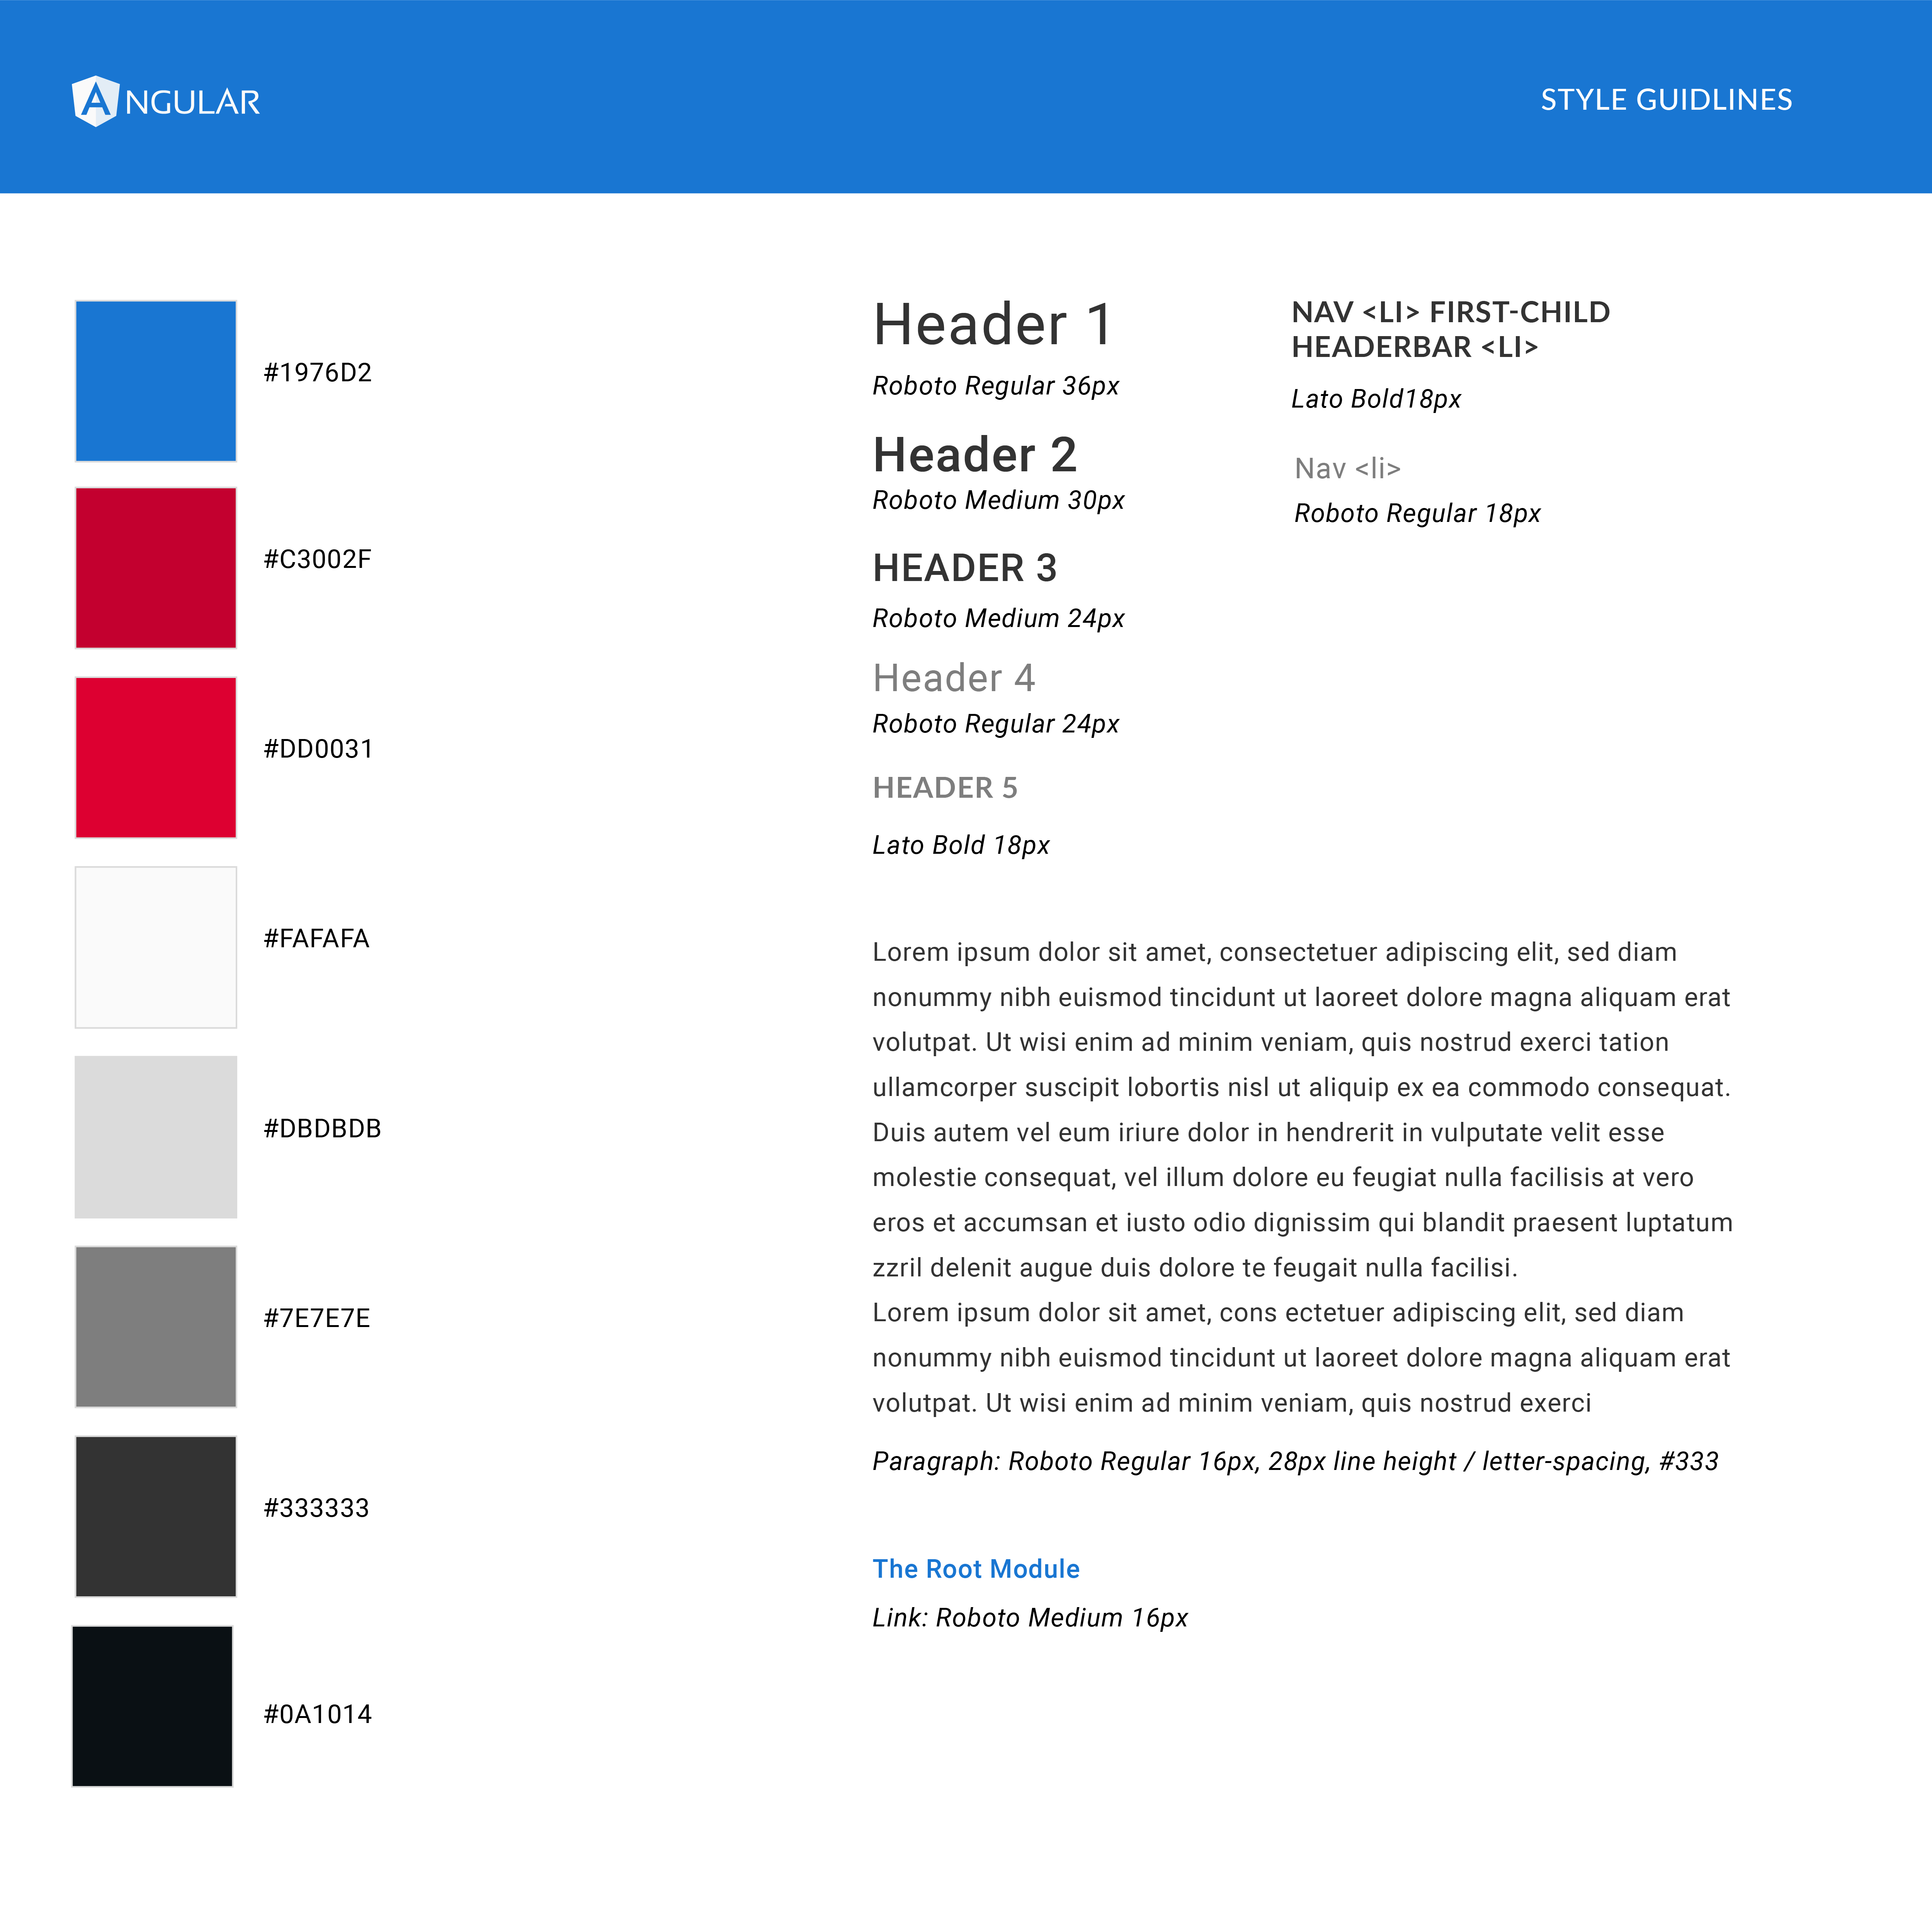 ANGULAR
STYLE GUIDLINES
#1976D2
#C3002F
#DD0031
#FAFAFA
#DBDBDB
#7E7E7E
#333333
#0A1014
Header 1
Roboto Regular 36px
Header 2
Roboto Medium 30px
HEADER 3
Roboto Medium 24px
Header 4
Roboto Regular 24px
HEADER 5
Lato Bold 18px
NAV <LI> FIRST-CHILD
HEADERBAR <LI>
Lato Bold18px
Nav <li>
Roboto Regular 18px
Lorem ipsum dolor sit amet, consectetuer adipiscing elit, sed diam
nonummy nibh euismod tincidunt ut laoreet dolore magna aliquam erat
volutpat. Ut wisi enim ad minim veniam, quis nostrud exerci tation
ullamcorper suscipit lobortis nisl ut aliquip ex ea commodo consequat.
Duis autem vel eum iriure dolor in hendrerit in vulputate velit esse
molestie consequat, vel illum dolore eu feugiat nulla facilisis at vero
eros et accumsan et iusto odio dignissim qui blandit praesent luptatum
zzril delenit augue duis dolore te feugait nulla facilisi.
Lorem ipsum dolor sit amet, cons ectetuer adipiscing elit, sed diam
nonummy nibh euismod tincidunt ut laoreet dolore magna aliquam erat
volutpat. Ut wisi enim ad minim veniam, quis nostrud exerci
Paragraph: Roboto Regular 16px, 28px line height / letter-spacing, #333
The Root Module
Link: Roboto Medium 16px